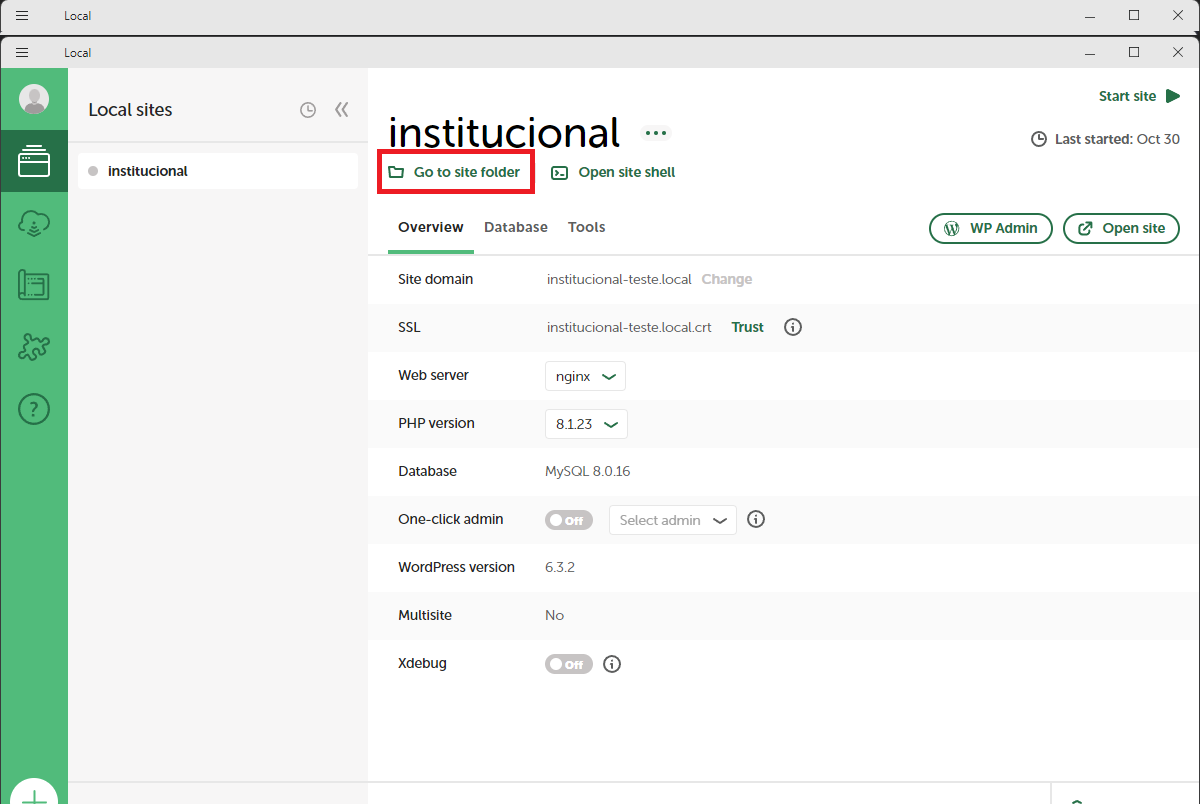 Local
Local
Local sites
institucional
institucional
Start site
Last started: Oct 30
Go to site folder
Open site shell
Overview
Database
Tools
WP Admin
Open site
Site domain
institucional-teste.local Change
SSL
institucional-teste.local.crt Trust
Web server
nginx
PHP version
8.1.23
Database
MySQL 8.0.16
One-click admin
Off
Select admin
WordPress version
6.3.2
Multisite
No
Xdebug
Off